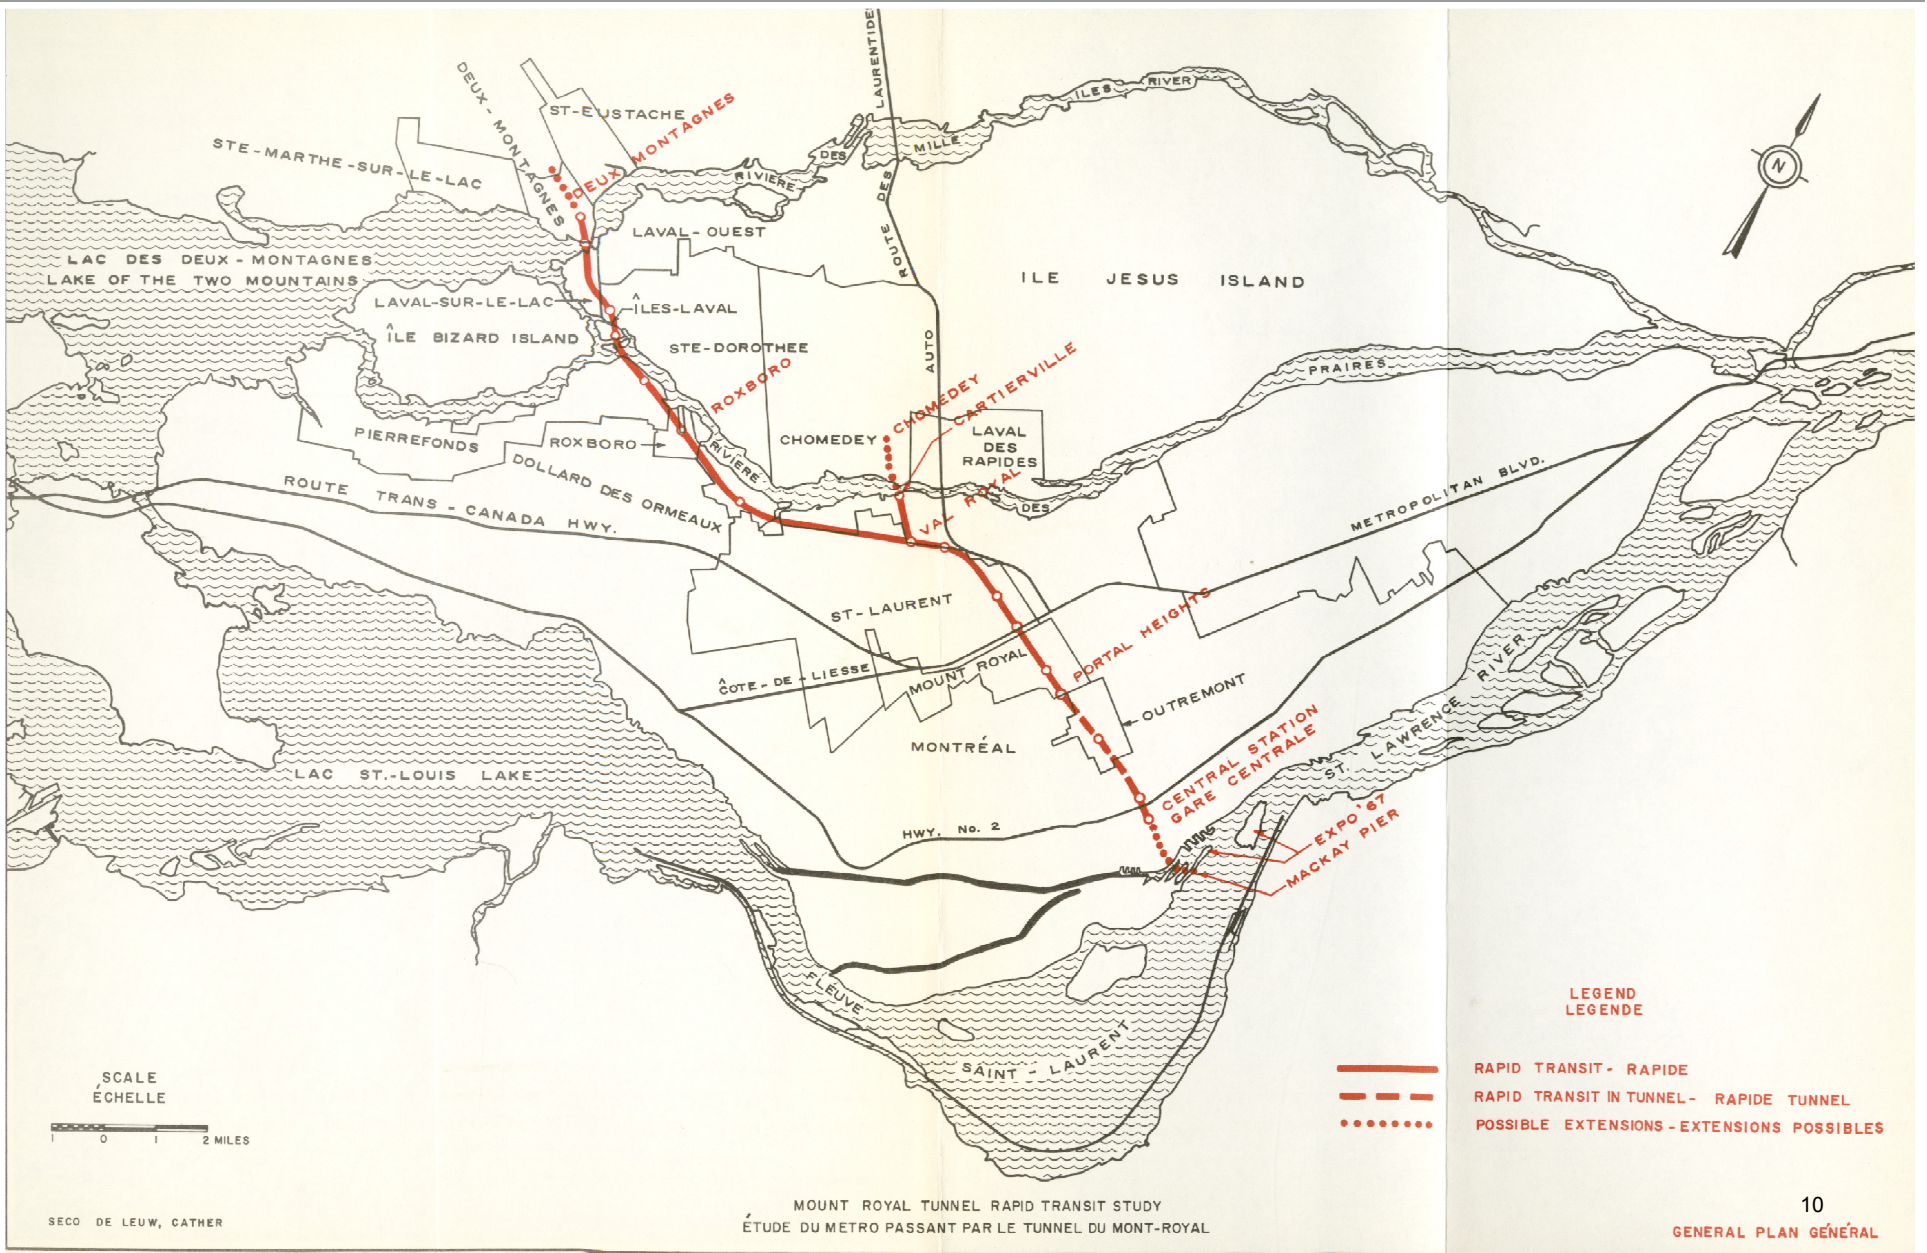 LAURENTIDES
DEUX-MONTAGNES
ST-EUSTACHE
DEUX MONTAGNES
STE-MARTHE-SUR-LE-LAC
RIVIERE
DES
MILLE
ILES
RIVER
N
LAVAL-OUEST
ROUTE DES
LAC DES DEUX-MONTAGNES
LAKE OF THE TWO MOUNTAINS
ILE JESUS ISLAND
LAVAL-SUR-LE-LAC
ÎLES-LAVAL
ÎLE BIZARD ISLAND
STE-DOROTHEE
AUTO
ROXBORO
CHOMEDEY
CARTIERVILLE
PRAIRES
PIERREFONDS
ROXBORO
CHOMEDEY
LAVAL
DES
RAPIDES
RIVIERE
DES
DOLLARD DES ORMEAUX
ROUTE TRANS-CANADA HWY.
VAL ROYAL
METROPOLITAN BLVD.
ST-LAURENT
CÔTE-DE-LIESSE
MOUNT ROYAL
PORTAL HEIGHTS
OUTREMONT
MONTRÉAL
ST. LAWRENCE RIVER
LAC ST.-LOUIS LAKE
CENTRAL STATION
GARE CENTRALE
HWY. No. 2
EXPO '67
MACKAY PIER
FLEUVE
SAINT-LAURENT
LEGEND
LEGENDE
RAPID TRANSIT- RAPIDE
RAPID TRANSIT IN TUNNEL- RAPIDE TUNNEL
POSSIBLE EXTENSIONS-EXTENSIONS POSSIBLES
SCALE
ÉCHELLE
1 0 1 2 MILES
SECO DE LEUW, CATHER
MOUNT ROYAL TUNNEL RAPID TRANSIT STUDY
ÉTUDE DU METRO PASSANT PAR LE TUNNEL DU MONT-ROYAL
10
GENERAL PLAN GÉNÉRAL